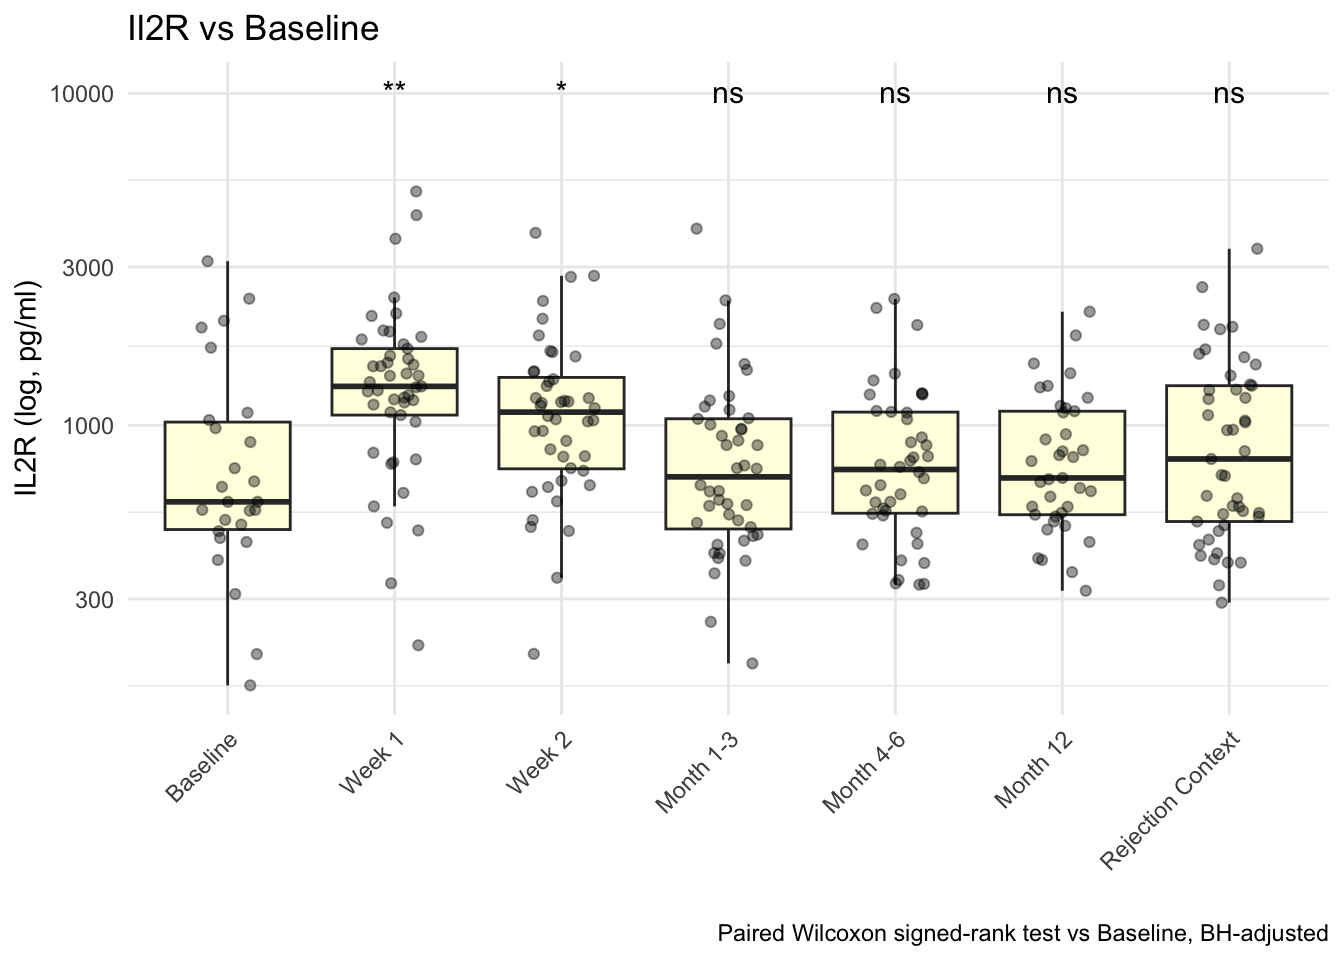 Il2R vs Baseline
** * ns ns ns ns
10000
3000
1000
300
IL2R (log, pg/ml)
Baseline
Week 1
Week 2
Month 1-3
Month 4-6
Month 12
Rejection Context
Paired Wilcoxon signed-rank test vs Baseline, BH-adjusted